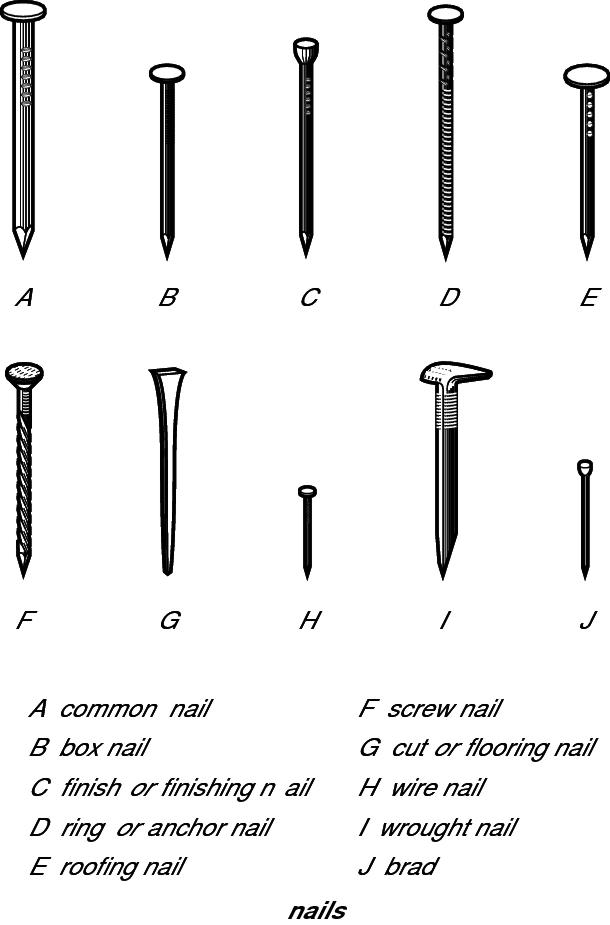 A B C D E
F G H I J
A common nail
B box nail
C finish or finishing n ail
D ring or anchor nail
E roofing nail
F screw nail
G cut or flooring nail
H wire nail
I wrought nail
J brad
nails